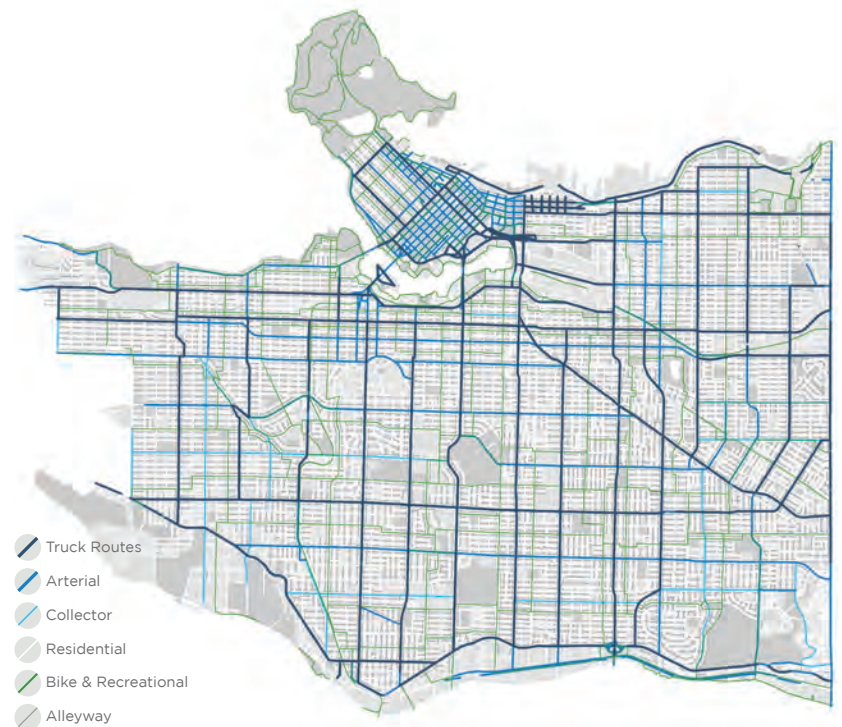 Truck Routes
Arterial
Collector
Residential
Bike & Recreational
Alleyway